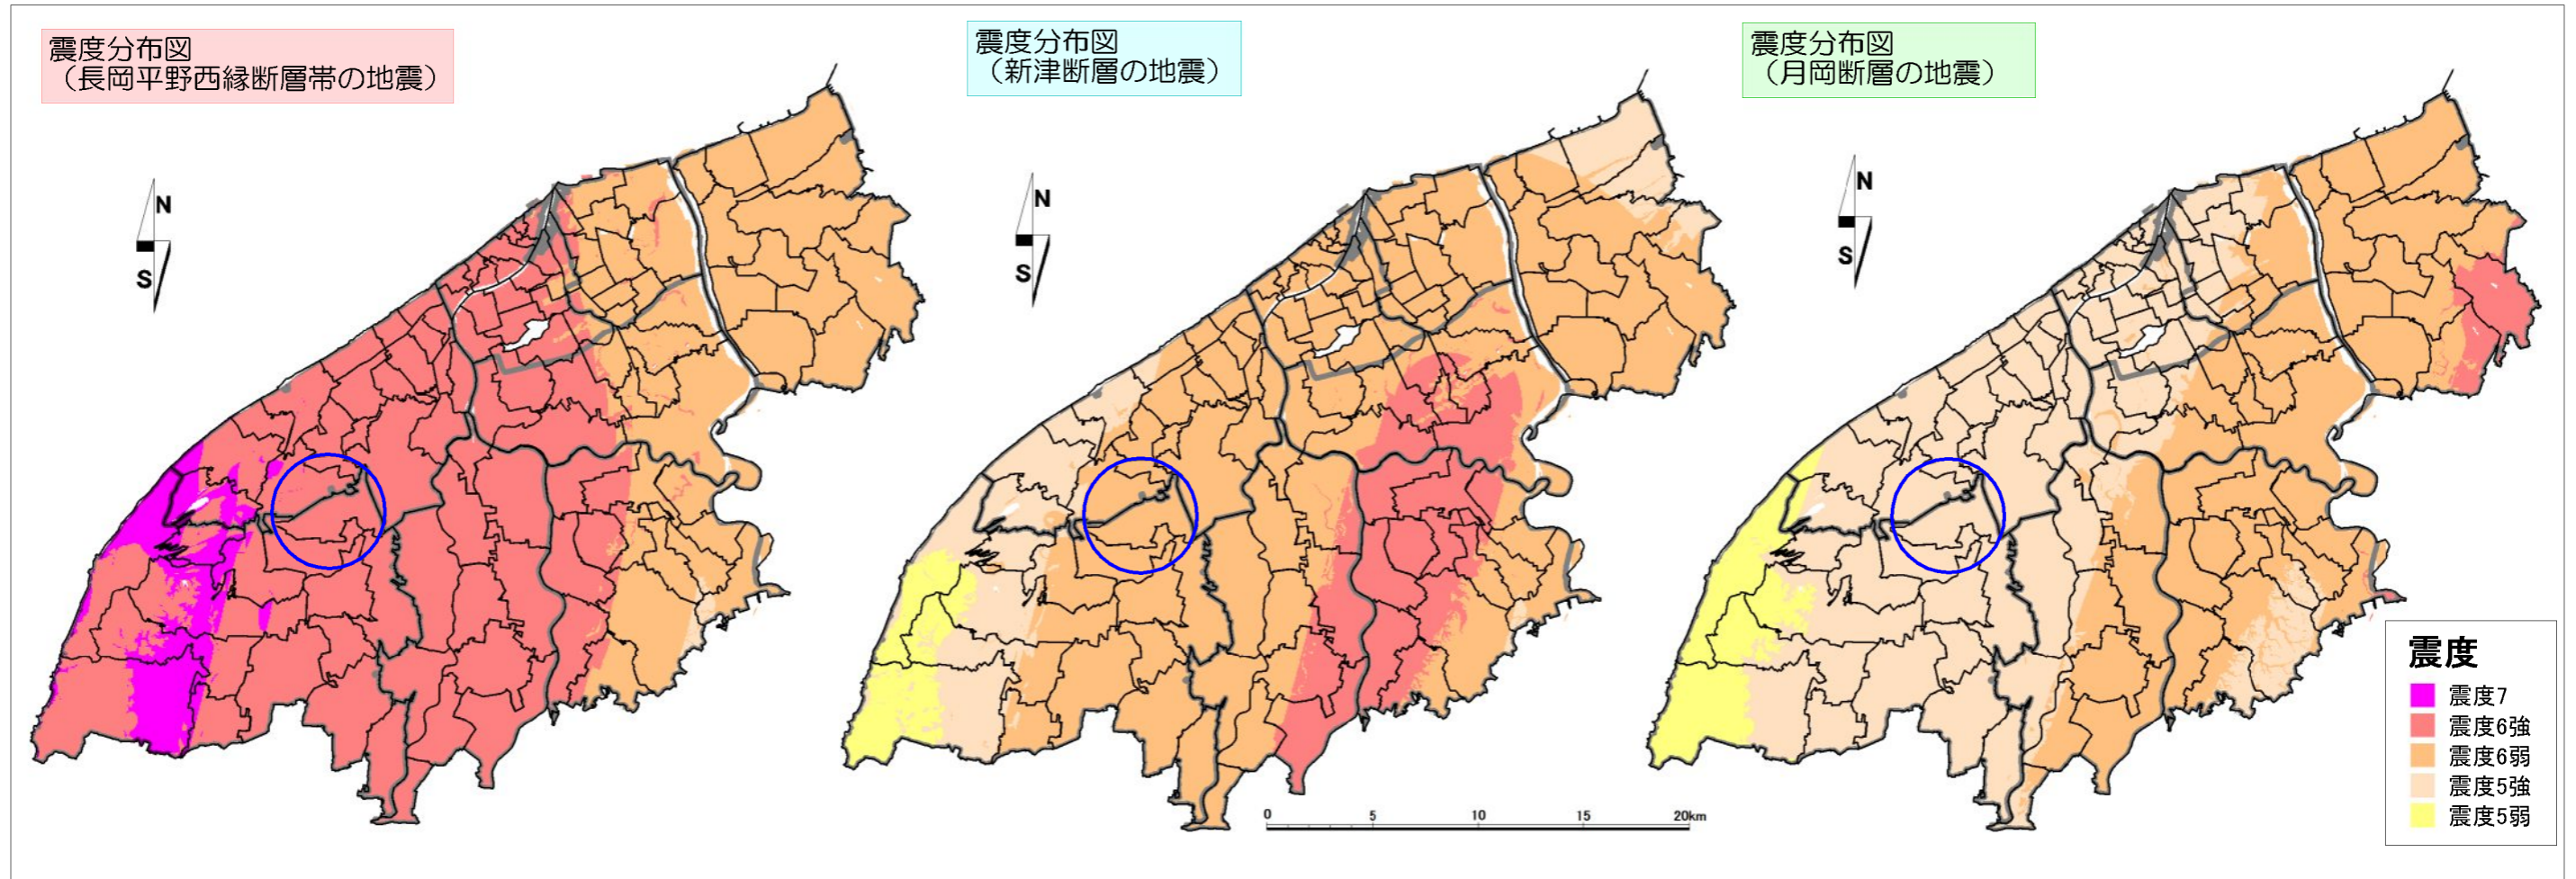 震度分布図
（長岡平野西縁断層帯の地震）
震度分布図
（新津断層の地震）
震度分布図
（月岡断層の地震）
N
S
N
S
N
S
0 5 10 15 20km
震度
震度7
震度6強
震度6弱
震度5強
震度5弱